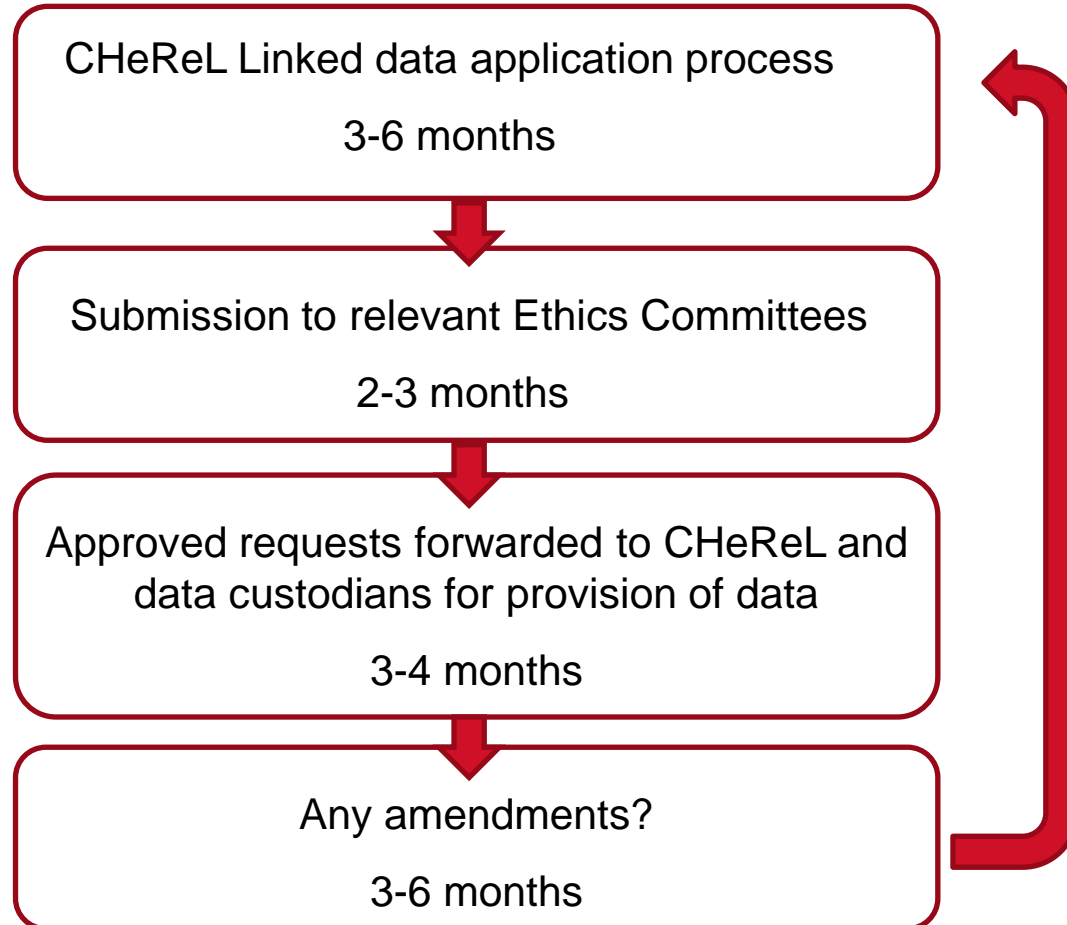 CHeReL Linked data application process
3-6 months
Submission to relevant Ethics Committees
2-3 months
Approved requests forwarded to CHeReL and
data custodians for provision of data
3-4 months
Any amendments?
3-6 months